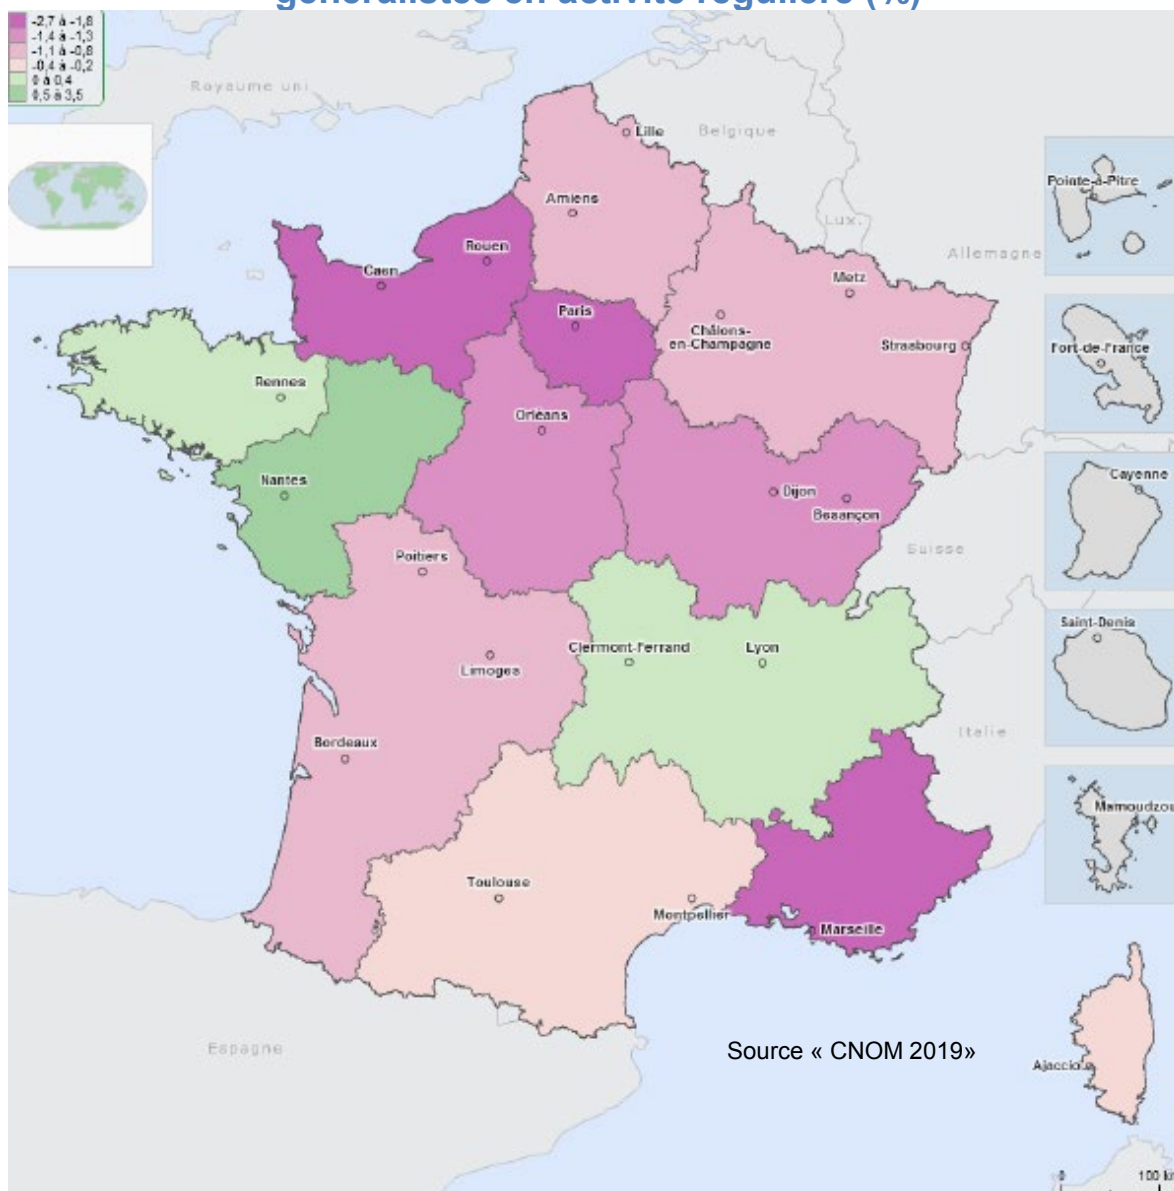 généralistes en activité régulière (%)
-2,7 à -1,8
-1,4 à -1,3
-1,1 à -0,8
-0,4 à -0,2
0 à 0,4
0,5 à 3,5
Royaume uni
Lille
Belgique
Pointe-à-Pitre
Amiens
Lux.
Allemagne
Rouen
Caen
Metz
Paris
Châlons-
en-Champagne
Strasbourg
Fort-de-France
Rennes
Orléans
Nantes
Dijon
Besançon
Cayenne
Suisse
Poitiers
Saint-Denis
Clermont-Ferrand
Lyon
Limoges
Italie
Bordeaux
Mamoudzou
Toulouse
Montpellier
Marseille
Espagne
Source « CNOM 2019»
Ajaccio
0
100 km